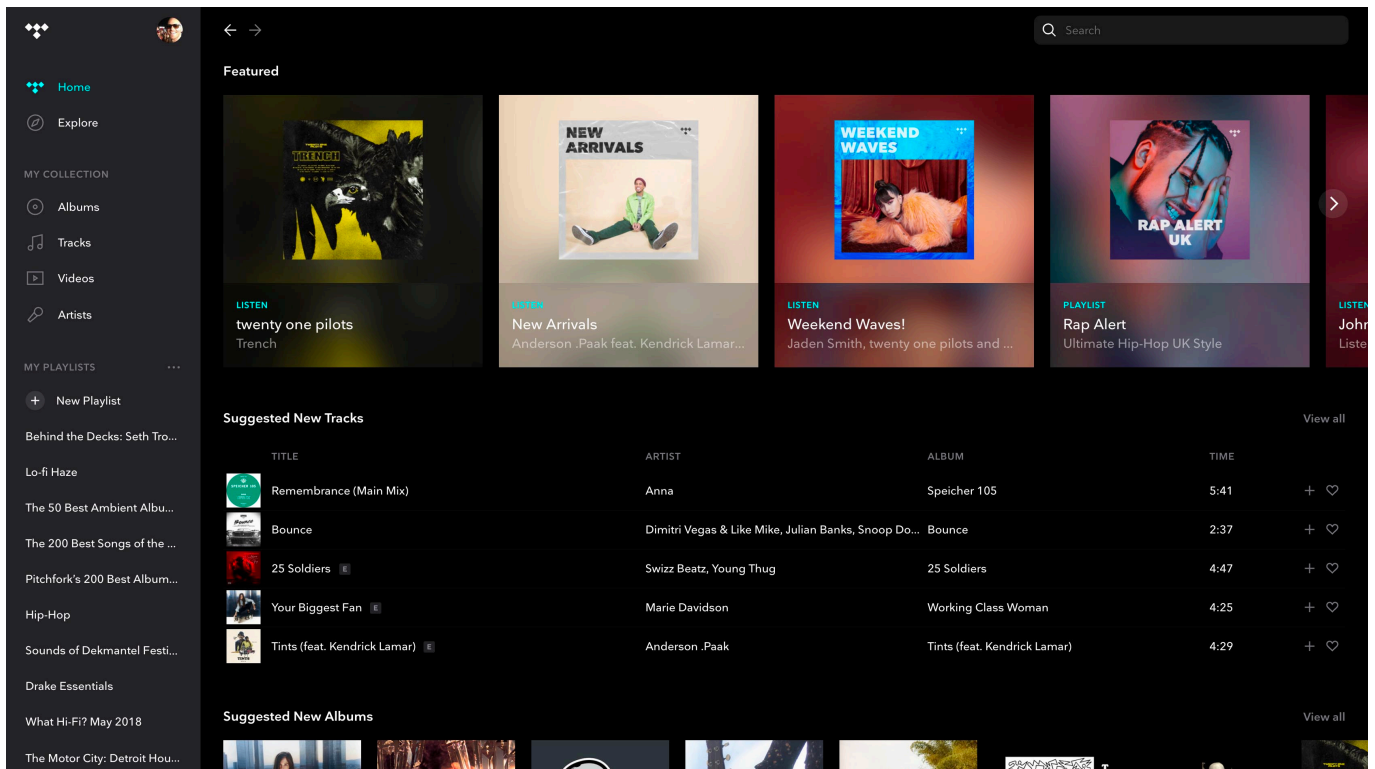 Home
Explore
MY COLLECTION
Albums
Tracks
Videos
Artists
MY PLAYLISTS ...
New Playlist
Behind the Decks: Seth Tro...
Lo-fi Haze
The 50 Best Ambient Albu...
The 200 Best Songs of the ...
Pitchfork's 200 Best Album...
Hip-Hop
Sounds of Dekmantel Festi...
Drake Essentials
What Hi-Fi? May 2018
The Motor City: Detroit Hou...
Search
Featured
TRENCH
LISTEN
twenty one pilots
Trench
NEW
ARRIVALS
LISTEN
New Arrivals
Anderson .Paak feat. Kendrick Lamar...
WEEKEND
WAVES
LISTEN
Weekend Waves!
Jaden Smith, twenty one pilots and ...
RAP ALERT
UK
PLAYLIST
Rap Alert
Ultimate Hip-Hop UK Style
LISTEN
John
Liste
Suggested New Tracks View all
TITLE ARTIST ALBUM TIME
Remembrance (Main Mix) Anna Speicher 105 5:41
Bounce Dimitri Vegas & Like Mike, Julian Banks, Snoop Do... Bounce 2:37
25 Soldiers E Swizz Beatz, Young Thug 25 Soldiers 4:47
Your Biggest Fan E Marie Davidson Working Class Woman 4:25
Tints (feat. Kendrick Lamar) E Anderson .Paak Tints (feat. Kendrick Lamar) 4:29
Suggested New Albums View all